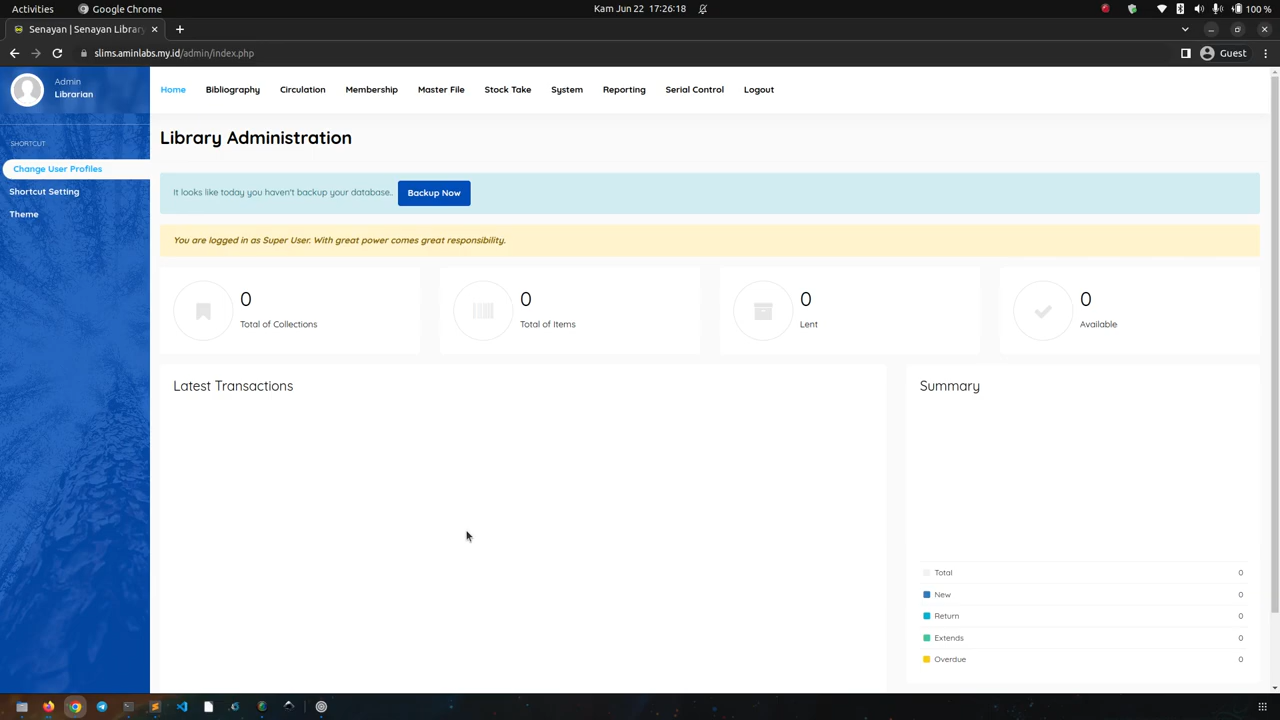 Activities
Google Chrome
Kam Jun 22 17:26:18
100 %
Senayan | Senayan Librar
slims.aminlabs.my.id/admin/index.php
Guest
Admin
Librarian
Home
Bibliography
Circulation
Membership
Master File
Stock Take
System
Reporting
Serial Control
Logout
SHORTCUT
Change User Profiles
Shortcut Setting
Theme
Library Administration
It looks like today you haven't backup your database..
Backup Now
You are logged in as Super User. With great power comes great responsibility.
0
Total of Collections
0
Total of Items
0
Lent
0
Available
Latest Transactions
Summary
Total 0
New 0
Return 0
Extends 0
Overdue 0